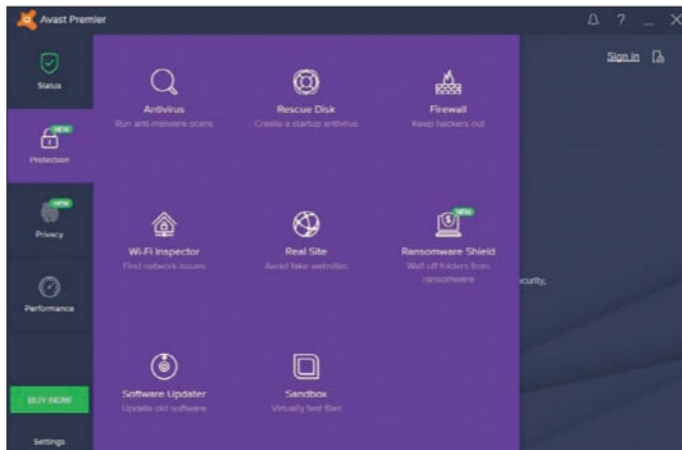 Avast Premier
?
Sign in
Status
NEW
Protection
NEW
Privacy
Performance
BUY NOW
Settings
Antivirus
Run anti-malware scans
Rescue Disk
Create a startup antivirus
Firewall
Keep hackers out
Wi-Fi Inspector
Find network issues
Real Site
Avoid fake websites
NEW
$
Ransomware Shield
Wall off folders from
ransomware
Software Updater
Update old software
Sandbox
Virtually test files
ecurity,